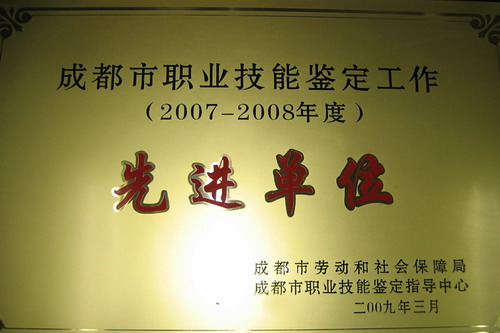 成都市职业技能鉴定工作
(2007-2008年度)
先进单位
成都市劳动和社会保障局
成都市职业技能鉴定指导中心
二00九年三月